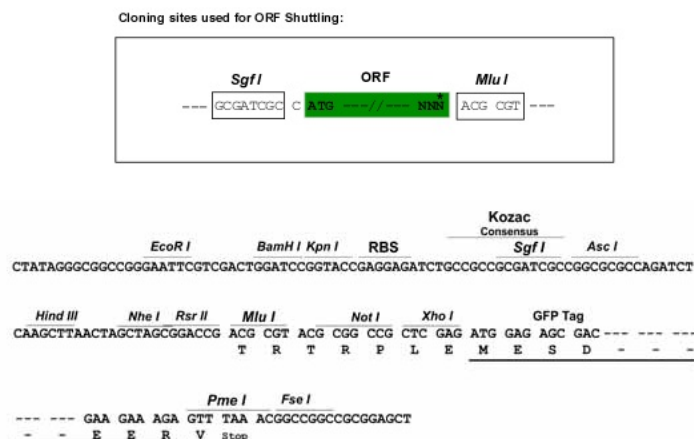 Cloning sites used for ORF Shuttling:
Sgf I ORF Mlu I
--- GCGATCGC C ATG ---//--- NNN* ACG CGT ---
Kozac
Consensus
EcoR I BamH I Kpn I RBS Sgf I Asc I
CTATAGGGCGGCCGGGAATTCGTCGACTGGATCCGGTACCGAGGAGATCTGCCGCCGCGATCGCCGGCGCGCCAGATCT
Hind III Nhe I Rsr II Mlu I Not I Xho I GFP Tag
CAAGCTTAACTAGCTAGCGGACCG ACG CGT ACG CGG CCG CTC GAG ATG GAG AGC GAC --- ---
T R T R P L E M E S D - - -
Pme I Fse I
--- --- GAA GAA AGA GTT TAA ACGGCCGGCCGCGGAGCT
- - E E R V Stop